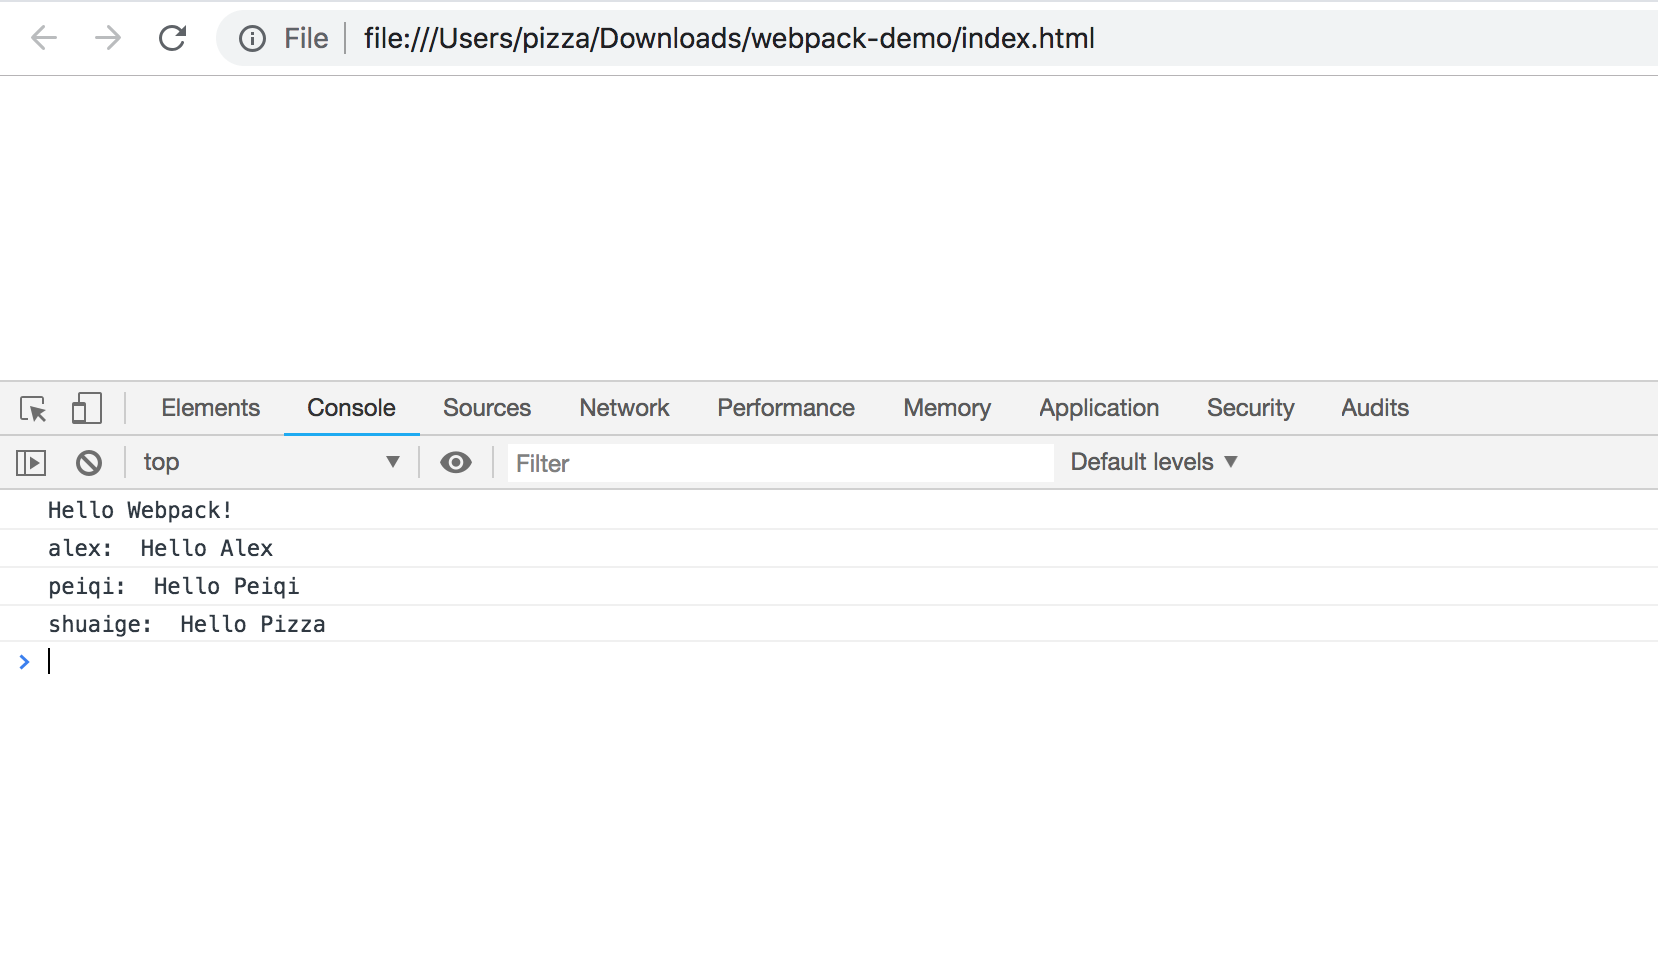 File file:///Users/pizza/Downloads/webpack-demo/index.html
Elements Console Sources Network Performance Memory Application Security Audits
top Filter Default levels
Hello Webpack!
alex:  Hello Alex
peiqi:  Hello Peiqi
shuaige:  Hello Pizza